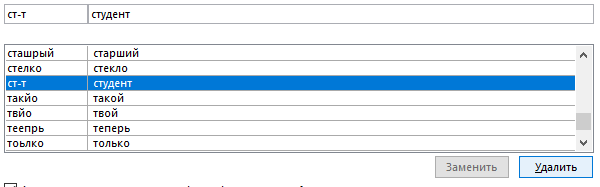 ст-т студент
сташрый старший
стелко стекло
ст-т студент
такйо такой
твйо твой
теепрь теперь
тоьлко только
Заменить Удалить